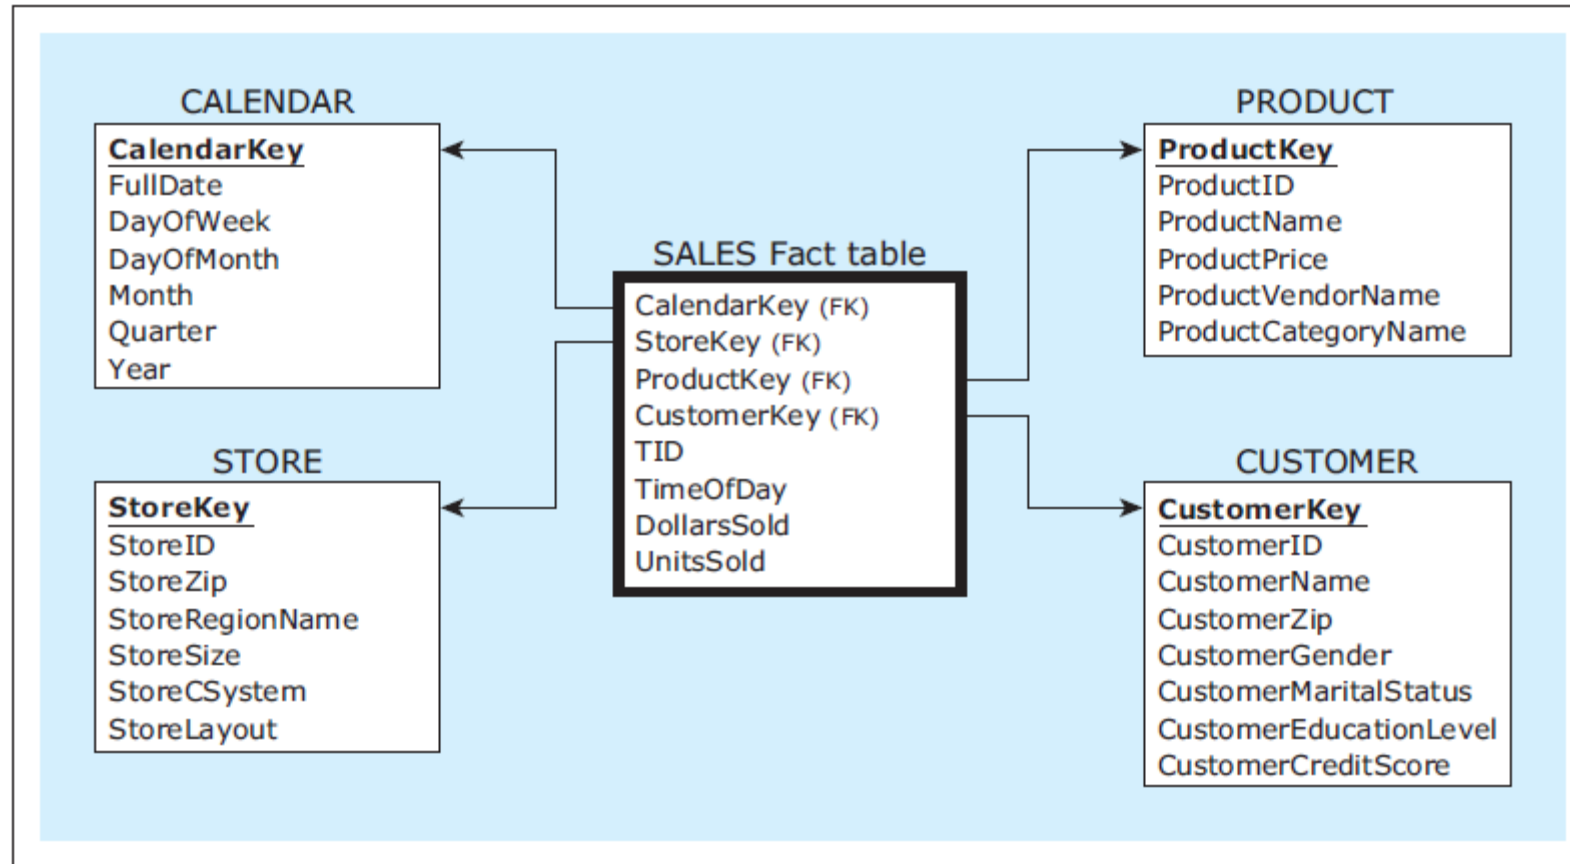 CALENDAR
CalendarKey
FullDate
DayOfWeek
DayOfMonth
Month
Quarter
Year
STORE
StoreKey
StoreID
StoreZip
StoreRegionName
StoreSize
StoreCSystem
StoreLayout
SALES Fact table
CalendarKey (FK)
StoreKey (FK)
ProductKey (FK)
CustomerKey (FK)
TID
TimeOfDay
DollarsSold
UnitsSold
PRODUCT
ProductKey
ProductID
ProductName
ProductPrice
ProductVendorName
ProductCategoryName
CUSTOMER
CustomerKey
CustomerID
CustomerName
CustomerZip
CustomerGender
CustomerMaritalStatus
CustomerEducationLevel
CustomerCreditScore